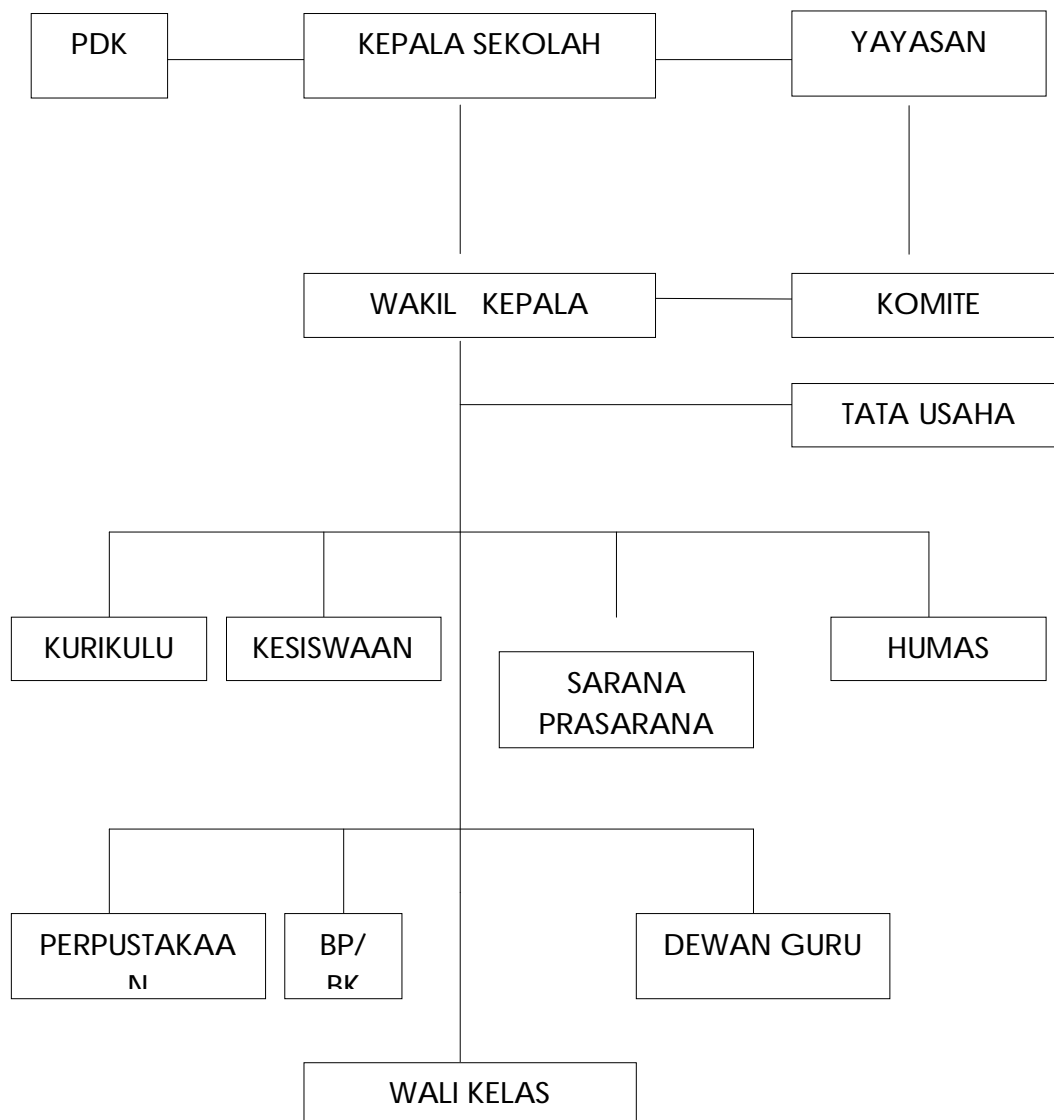 PDK
KEPALA SEKOLAH
YAYASAN
WAKIL KEPALA
KOMITE
TATA USAHA
KURIKULU
KESISWAAN
SARANA
PRASARANA
HUMAS
PERPUSTAKAA
N
BP/
BK
DEWAN GURU
WALI KELAS